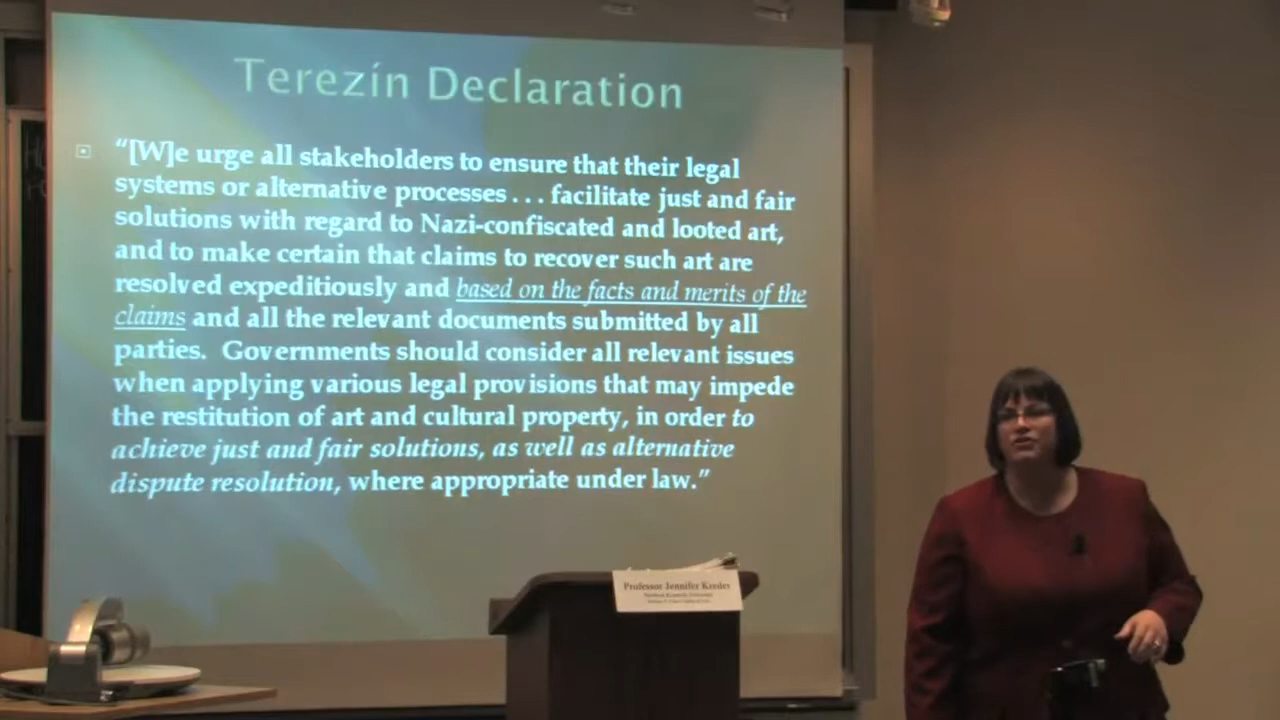 Terezín Declaration
“[W]e urge all stakeholders to ensure that their legal
systems or alternative processes . . . facilitate just and fair
solutions with regard to Nazi-confiscated and looted art,
and to make certain that claims to recover such art are
resolved expeditiously and based on the facts and merits of the
claims and all the relevant documents submitted by all
parties. Governments should consider all relevant issues
when applying various legal provisions that may impede
the restitution of art and cultural property, in order to
achieve just and fair solutions, as well as alternative
dispute resolution, where appropriate under law.”
Professor Jennifer Kreder